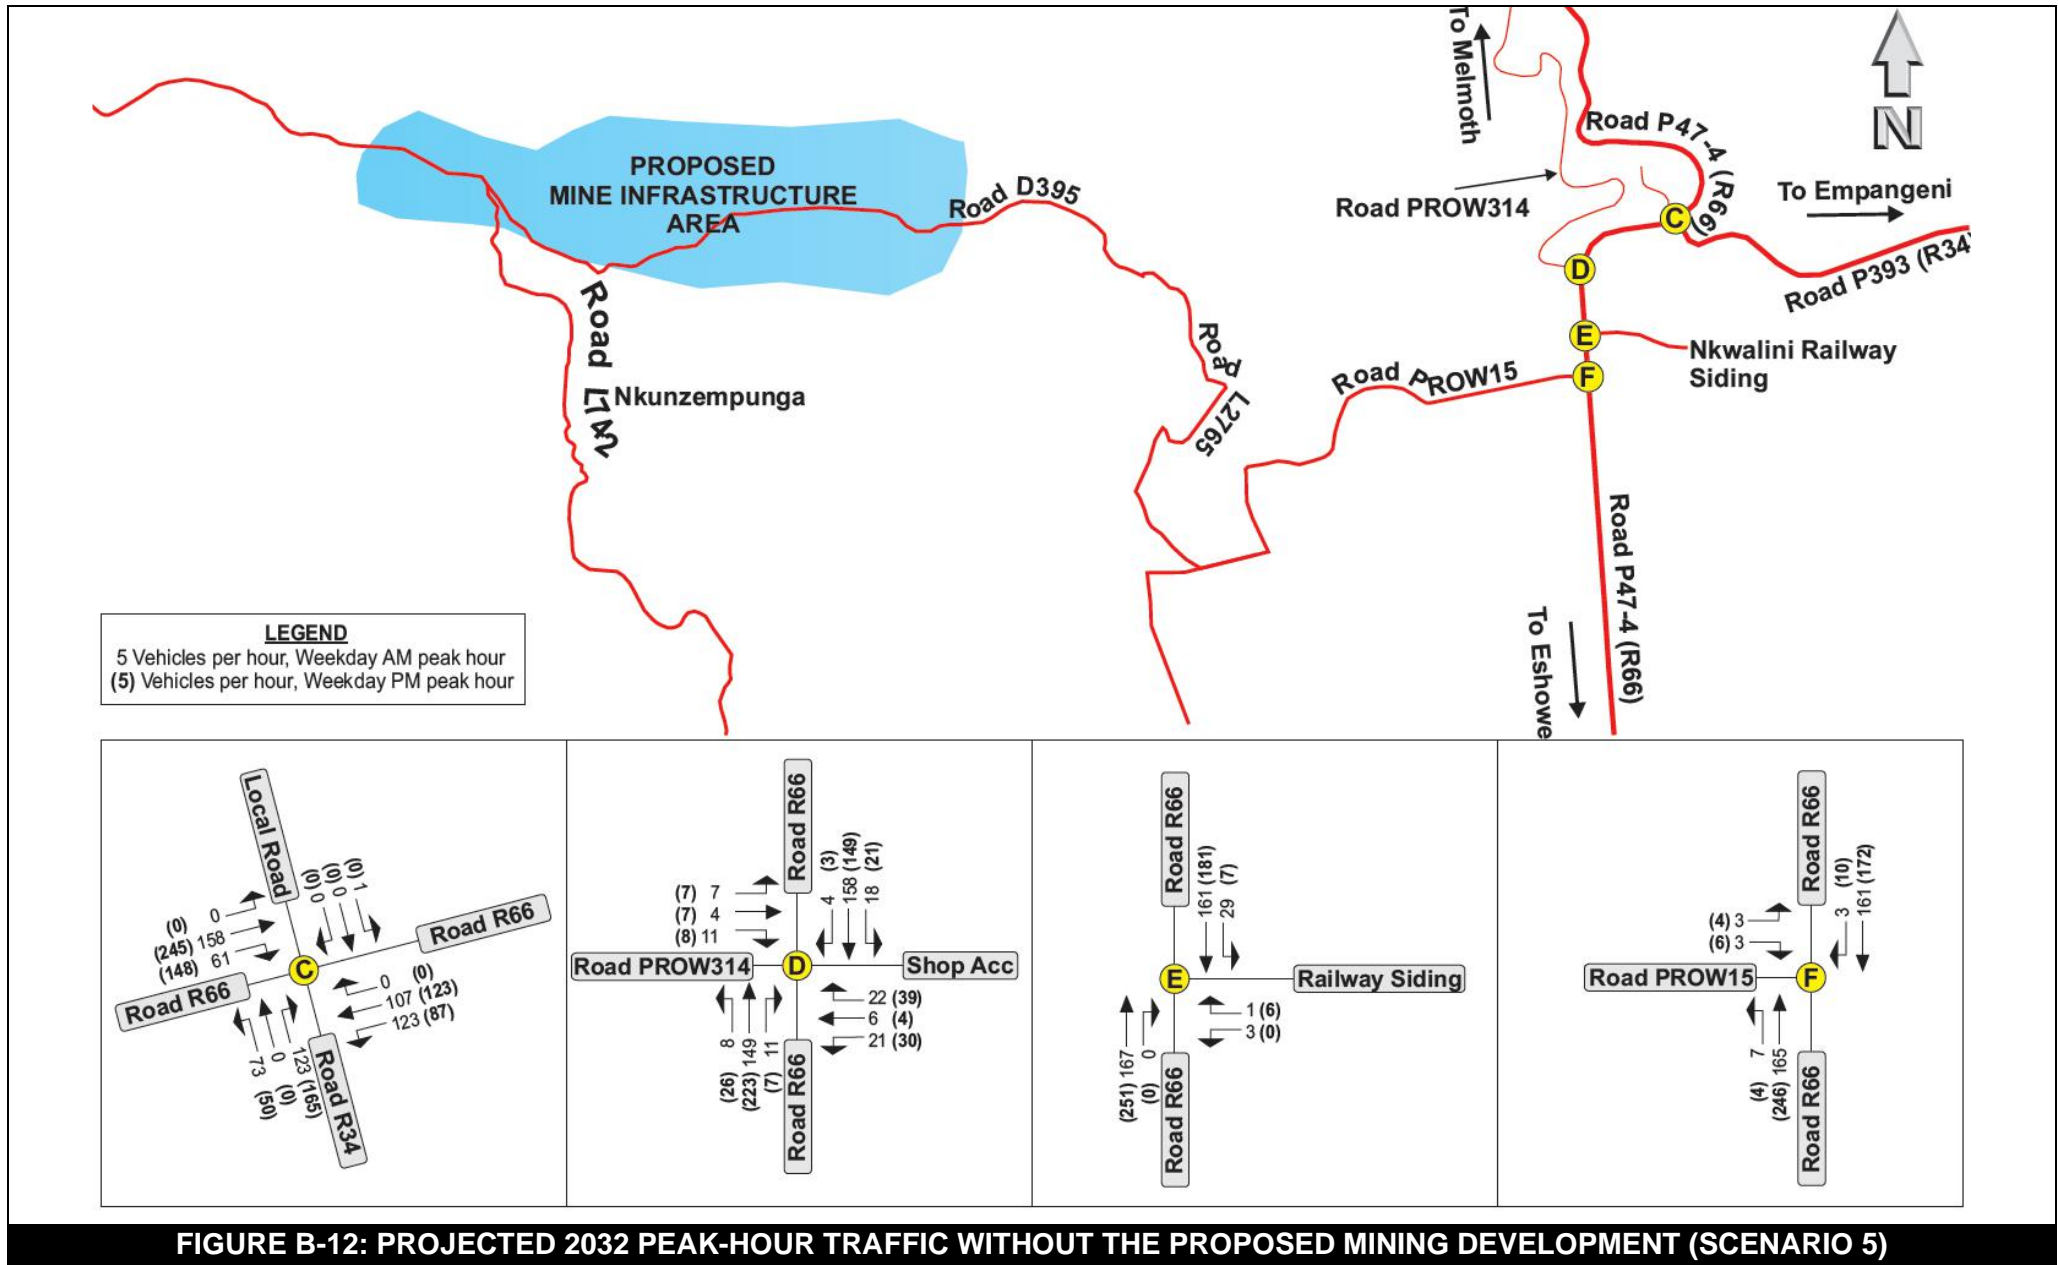 To Melmoth
N
Road P47-4 (R66)
To Empangeni
Road PROW314
C
Road P393 (R34)
D
E
Nkwalini Railway
Siding
F
Road PROW15
Road P47-4 (R66)
To Eshowe
PROPOSED
MINE INFRASTRUCTURE
AREA
Road D395
Road L1742
Nkunzempunga
Road L2765
LEGEND
5 Vehicles per hour, Weekday AM peak hour
(5) Vehicles per hour, Weekday PM peak hour
Local Road
(0) 0
(0) 0
(0) 1
(0) 0
(245) 158
(148) 61
Road R66
C
Road R66
0 (0)
107 (123)
123 (87)
73 (50)
0 (0)
123 (165)
Road R34
Road R66
(7) 7
(7) 4
(8) 11
4 (3)
158 (149)
18 (21)
Road PROW314
D
Shop Acc
22 (39)
6 (4)
21 (30)
(26) 8
(223) 149
(7) 11
Road R66
Road R66
161 (181)
29 (7)
E
Railway Siding
1 (6)
3 (0)
(251) 167
(0) 0
Road R66
Road R66
(4) 3
(6) 3
3 (10)
161 (172)
Road PROW15
F
(4) 7
(246) 165
Road R66
FIGURE B-12: PROJECTED 2032 PEAK-HOUR TRAFFIC WITHOUT THE PROPOSED MINING DEVELOPMENT (SCENARIO 5)